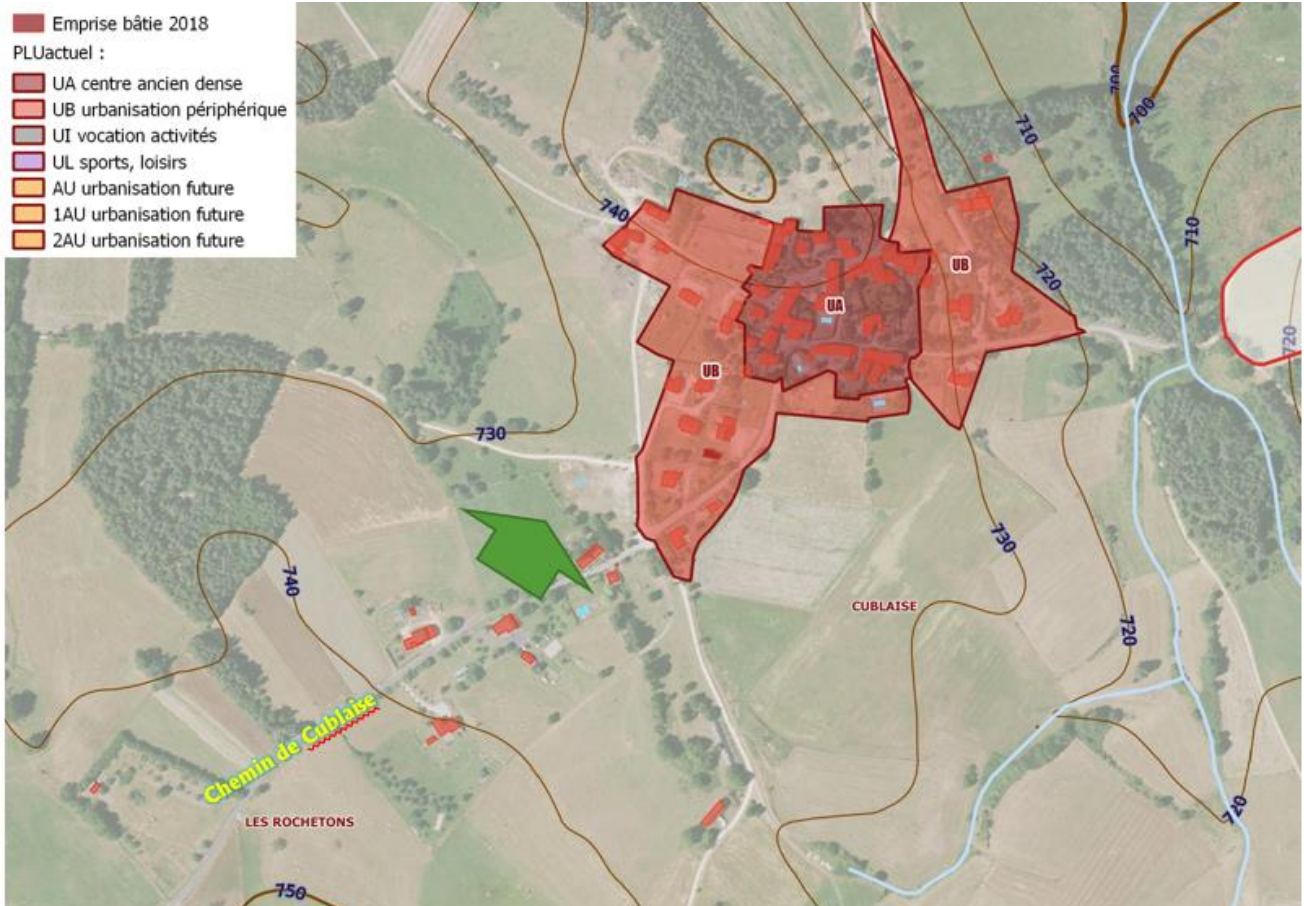 Emprise bâtie 2018
PLUactuel :
UA centre ancien dense
UB urbanisation périphérique
UI vocation activités
UL sports, loisirs
AU urbanisation future
1AU urbanisation future
2AU urbanisation future
700
700
710
710
740
720
UB
UA
720
UB
730
730
740
CUBLAISE
720
Chemin de Cublaise
LES ROCHETONS
720
750